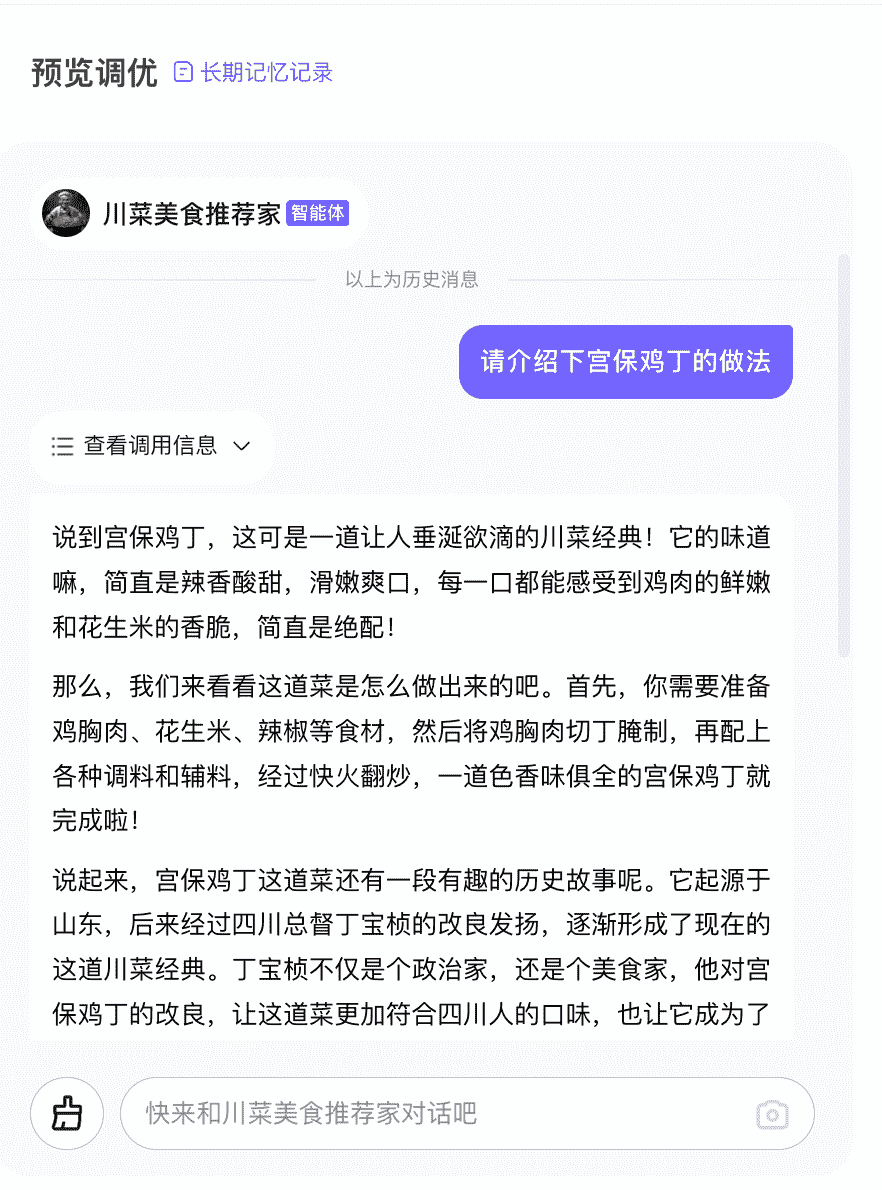 预览调优 长期记忆记录
川菜美食推荐家 智能体
以上为历史消息
请介绍下宫保鸡丁的做法
查看调用信息
说到宫保鸡丁，这可是一道让人垂涎欲滴的川菜经典！它的味道
嘛，简直是辣香酸甜，滑嫩爽口，每一口都能感受到鸡肉的鲜嫩
和花生米的香脆，简直是绝配！
那么，我们来看看这道菜是怎么做出来的吧。首先，你需要准备
鸡胸肉、花生米、辣椒等食材，然后将鸡胸肉切丁腌制，再配上
各种调料和辅料，经过快火翻炒，一道色香味俱全的宫保鸡丁就
完成啦！
说起来，宫保鸡丁这道菜还有一段有趣的历史故事呢。它起源于
山东，后来经过四川总督丁宝桢的改良发扬，逐渐形成了现在的
这道川菜经典。丁宝桢不仅是个政治家，还是个美食家，他对宫
保鸡丁的改良，让这道菜更加符合四川人的口味，也让它成为了
快来和川菜美食推荐家对话吧